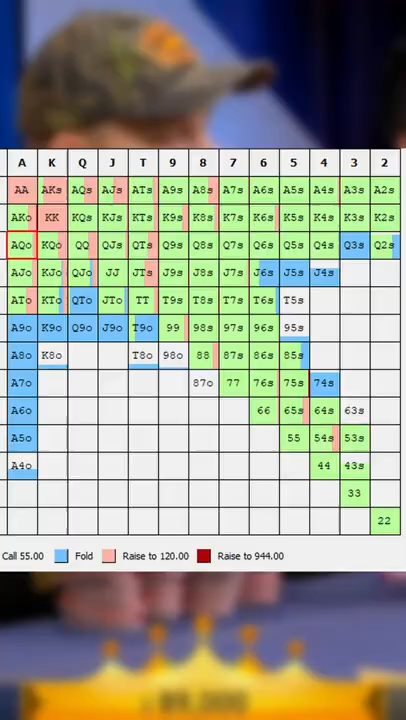 A K Q J T 9 8 7 6 5 4 3 2
AA AKs AQs AJs ATs A9s A8s A7s A6s A5s A4s A3s A2s
AKo KK KQs KJs KTs K9s K8s K7s K6s K5s K4s K3s K2s
AQo KQo QQ QJs QTs Q9s Q8s Q7s Q6s Q5s Q4s Q3s Q2s
AJo KJo QJo JJ JTs J9s J8s J7s J6s J5s J4s
ATo KTo QTo JTo TT T9s T8s T7s T6s T5s
A9o K9o Q9o J9o T9o 99 98s 97s 96s 95s
A8o K8o T8o 98o 88 87s 86s 85s
A7o 87o 77 76s 75s 74s
A6o 66 65s 64s 63s
A5o 55 54s 53s
A4o 44 43s
33
22
Call 55.00 Fold Raise to 120.00 Raise to 944.00